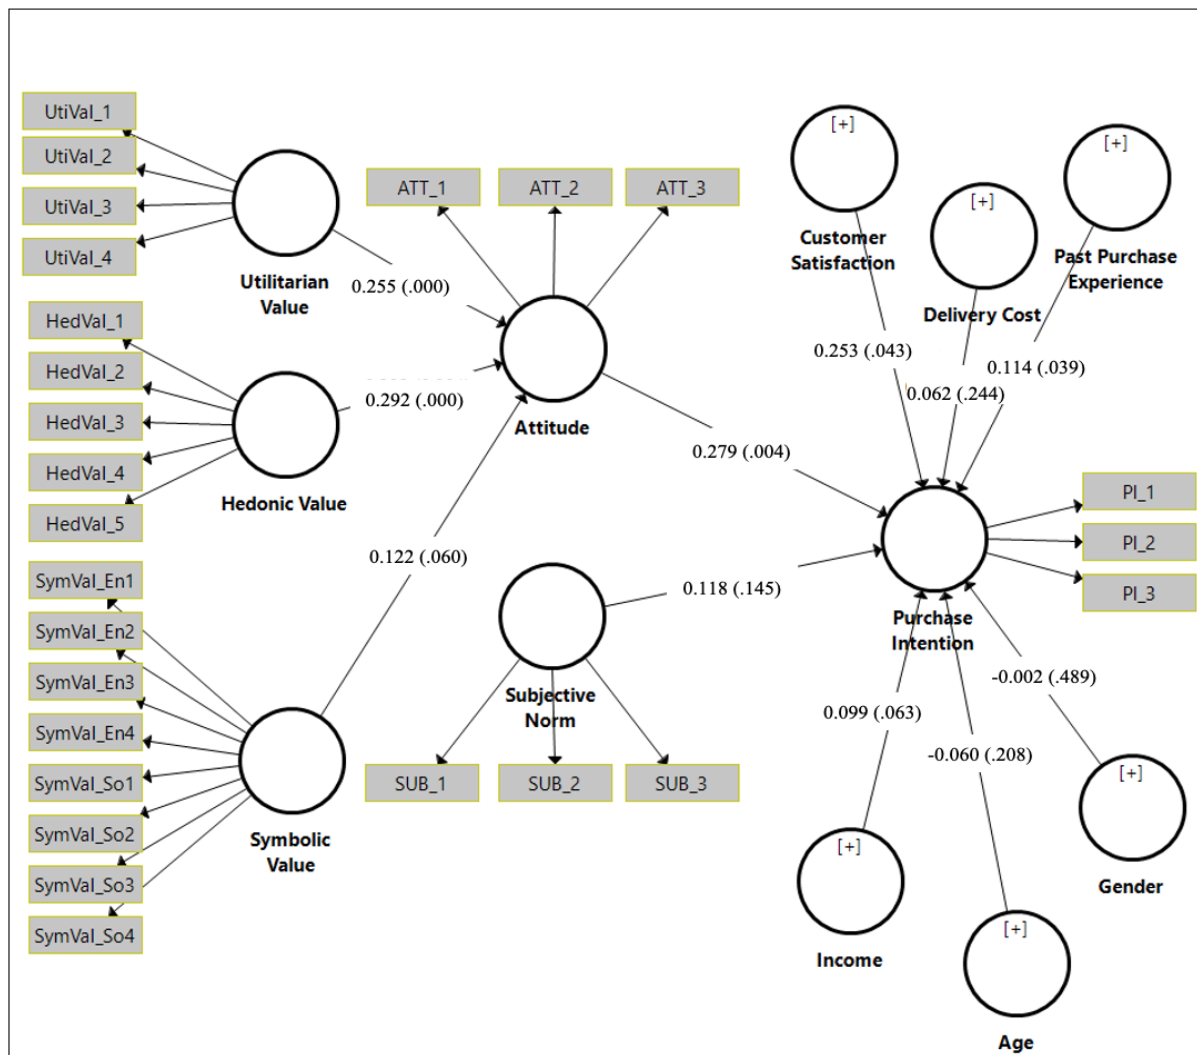 UtiVal_1
UtiVal_2
UtiVal_3
UtiVal_4
Utilitarian
Value
HedVal_1
HedVal_2
HedVal_3
HedVal_4
HedVal_5
Hedonic Value
SymVal_En1
SymVal_En2
SymVal_En3
SymVal_En4
SymVal_So1
SymVal_So2
SymVal_So3
SymVal_So4
Symbolic
Value
0.255 (.000)
0.292 (.000)
0.122 (.060)
ATT_1
ATT_2
ATT_3
Attitude
0.279 (.004)
0.118 (.145)
Subjective
Norm
SUB_1
SUB_2
SUB_3
[+]
Customer
Satisfaction
[+]
Delivery Cost
[+]
Past Purchase
Experience
0.253 (.043)
0.062 (.244)
0.114 (.039)
Purchase
Intention
PI_1
PI_2
PI_3
0.099 (.063)
-0.060 (.208)
-0.002 (.489)
[+]
Income
[+]
Age
[+]
Gender